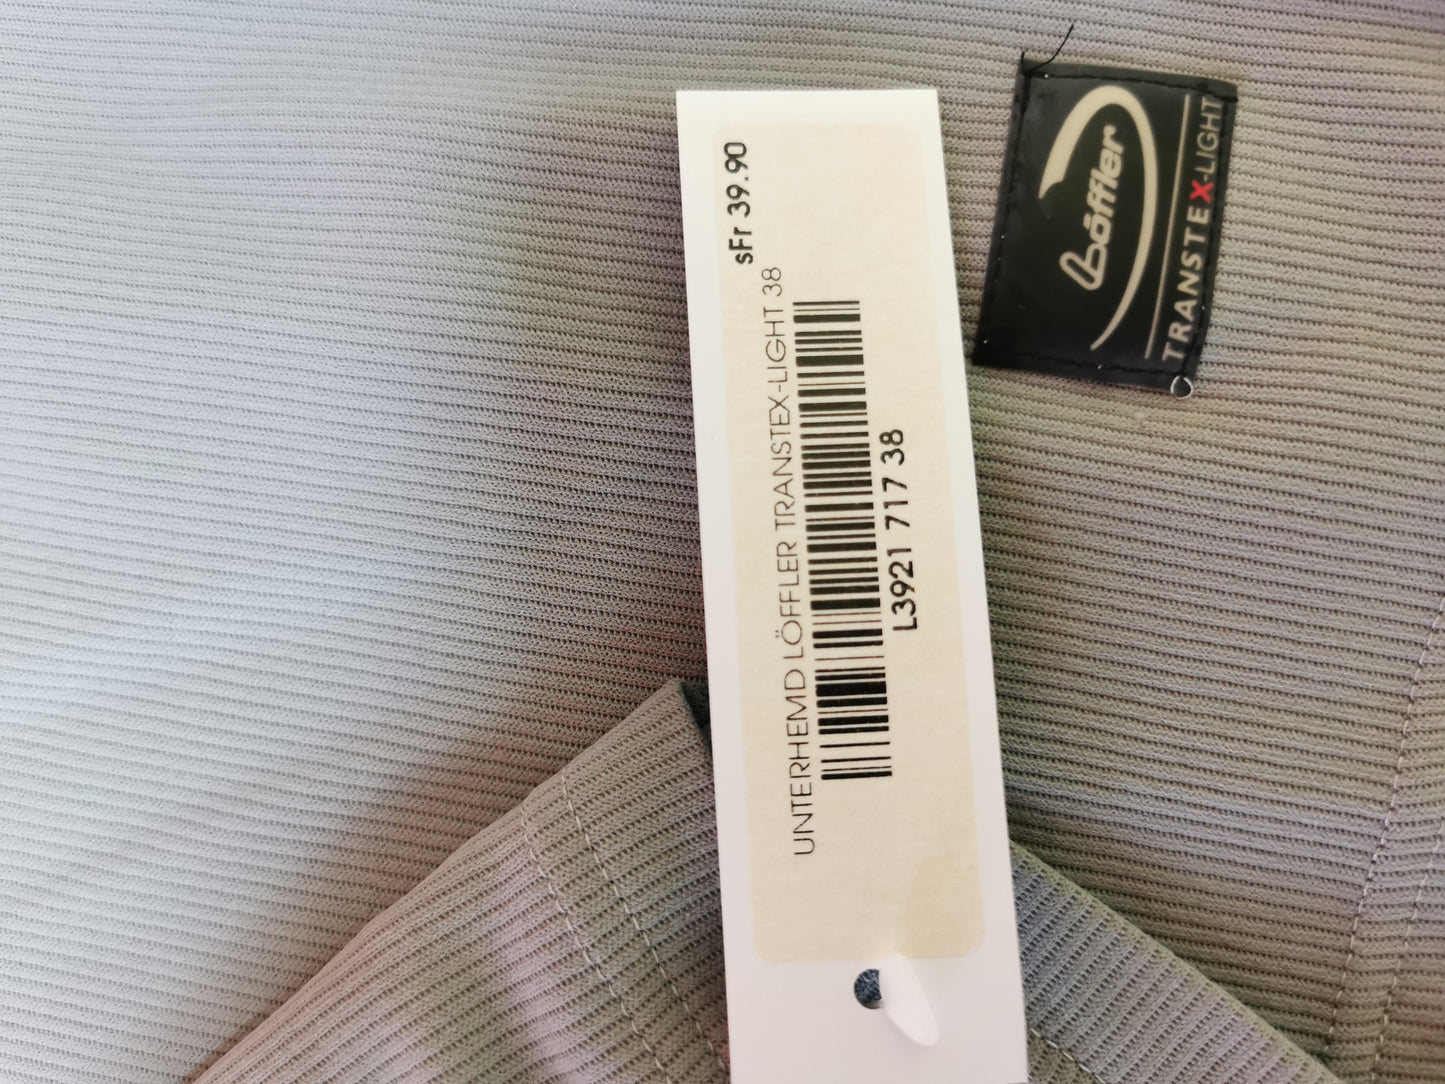 sFr 39.90
UNTERHEMD LÖFFLER TRANSTEX-LIGHT 38
L3921 717 38
Löffler
TRANSTEX-LIGHT